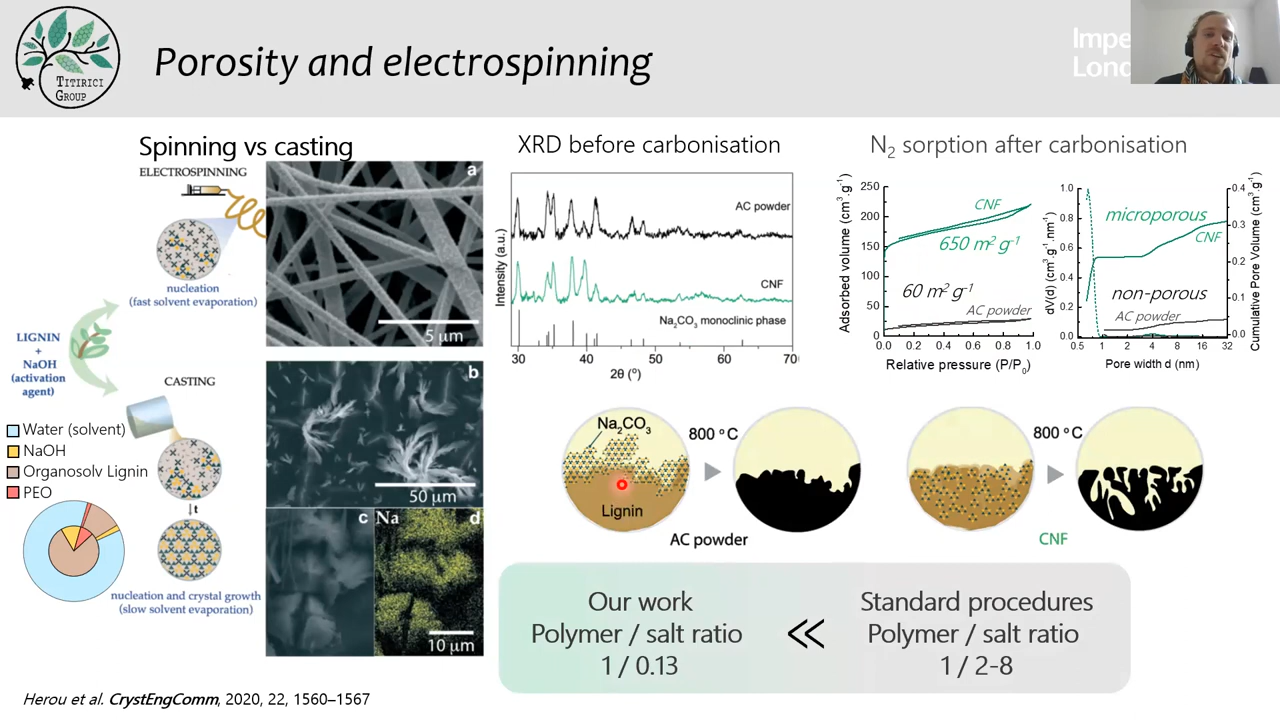 TITIRICI
GROUP
Porosity and electrospinning
Impe
Lond
Spinning vs casting
ELECTROSPINNING
nucleation
(fast solvent evaporation)
LIGNIN
+
NaOH
(activation
agent)
CASTING
Water (solvent)
NaOH
Organosolv Lignin
PEO
t
nucleation and crystal growth
(slow solvent evaporation)
a
5 µm
b
50 µm
c
Na
d
10 µm
XRD before carbonisation
Intensity (a.u.)
AC powder
CNF
Na₂CO₃ monoclinic phase
30 40 50 60 70
2θ (°)
N₂ sorption after carbonisation
Adsorbed volume (cm³.g⁻¹)
250
200
150
100
50
0
CNF
650 m² g⁻¹
60 m² g⁻¹
AC powder
0.0 0.2 0.4 0.6 0.8 1.0
Relative pressure (P/P₀)
dV(d) (cm³.g⁻¹.nm⁻¹)
1.0
0.8
0.6
0.4
0.2
0.0
microporous
CNF
non-porous
AC powder
0.4
0.3
0.2
0.1
0.0
Cumulative Pore Volume (cm³.g⁻¹)
0.5 1 2 4 8 16 32
Pore width d (nm)
Na₂CO₃
Lignin
800 °C
AC powder
800 °C
CNF
Our work
Polymer / salt ratio
1 / 0.13
<<
Standard procedures
Polymer / salt ratio
1 / 2-8
Herou et al. CrystEngComm, 2020, 22, 1560–1567